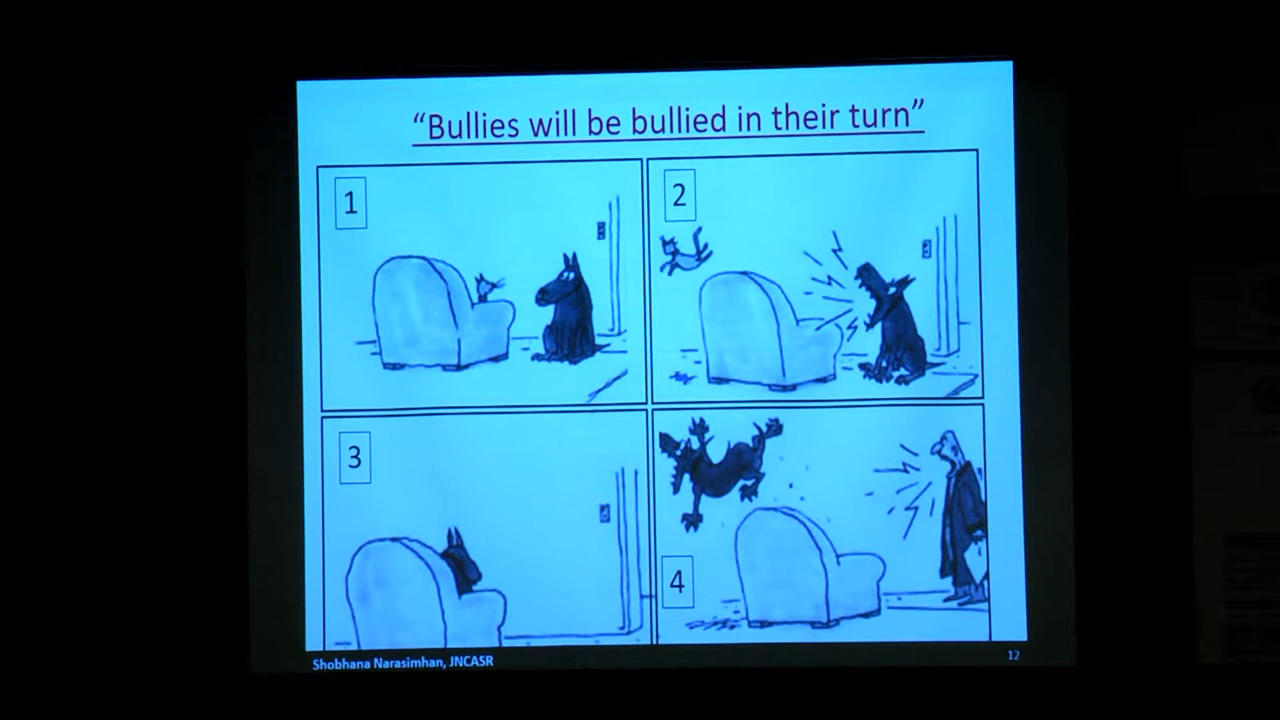 “Bullies will be bullied in their turn”
1
2
3
4
Shobhana Narasimhan, JNCASR
12